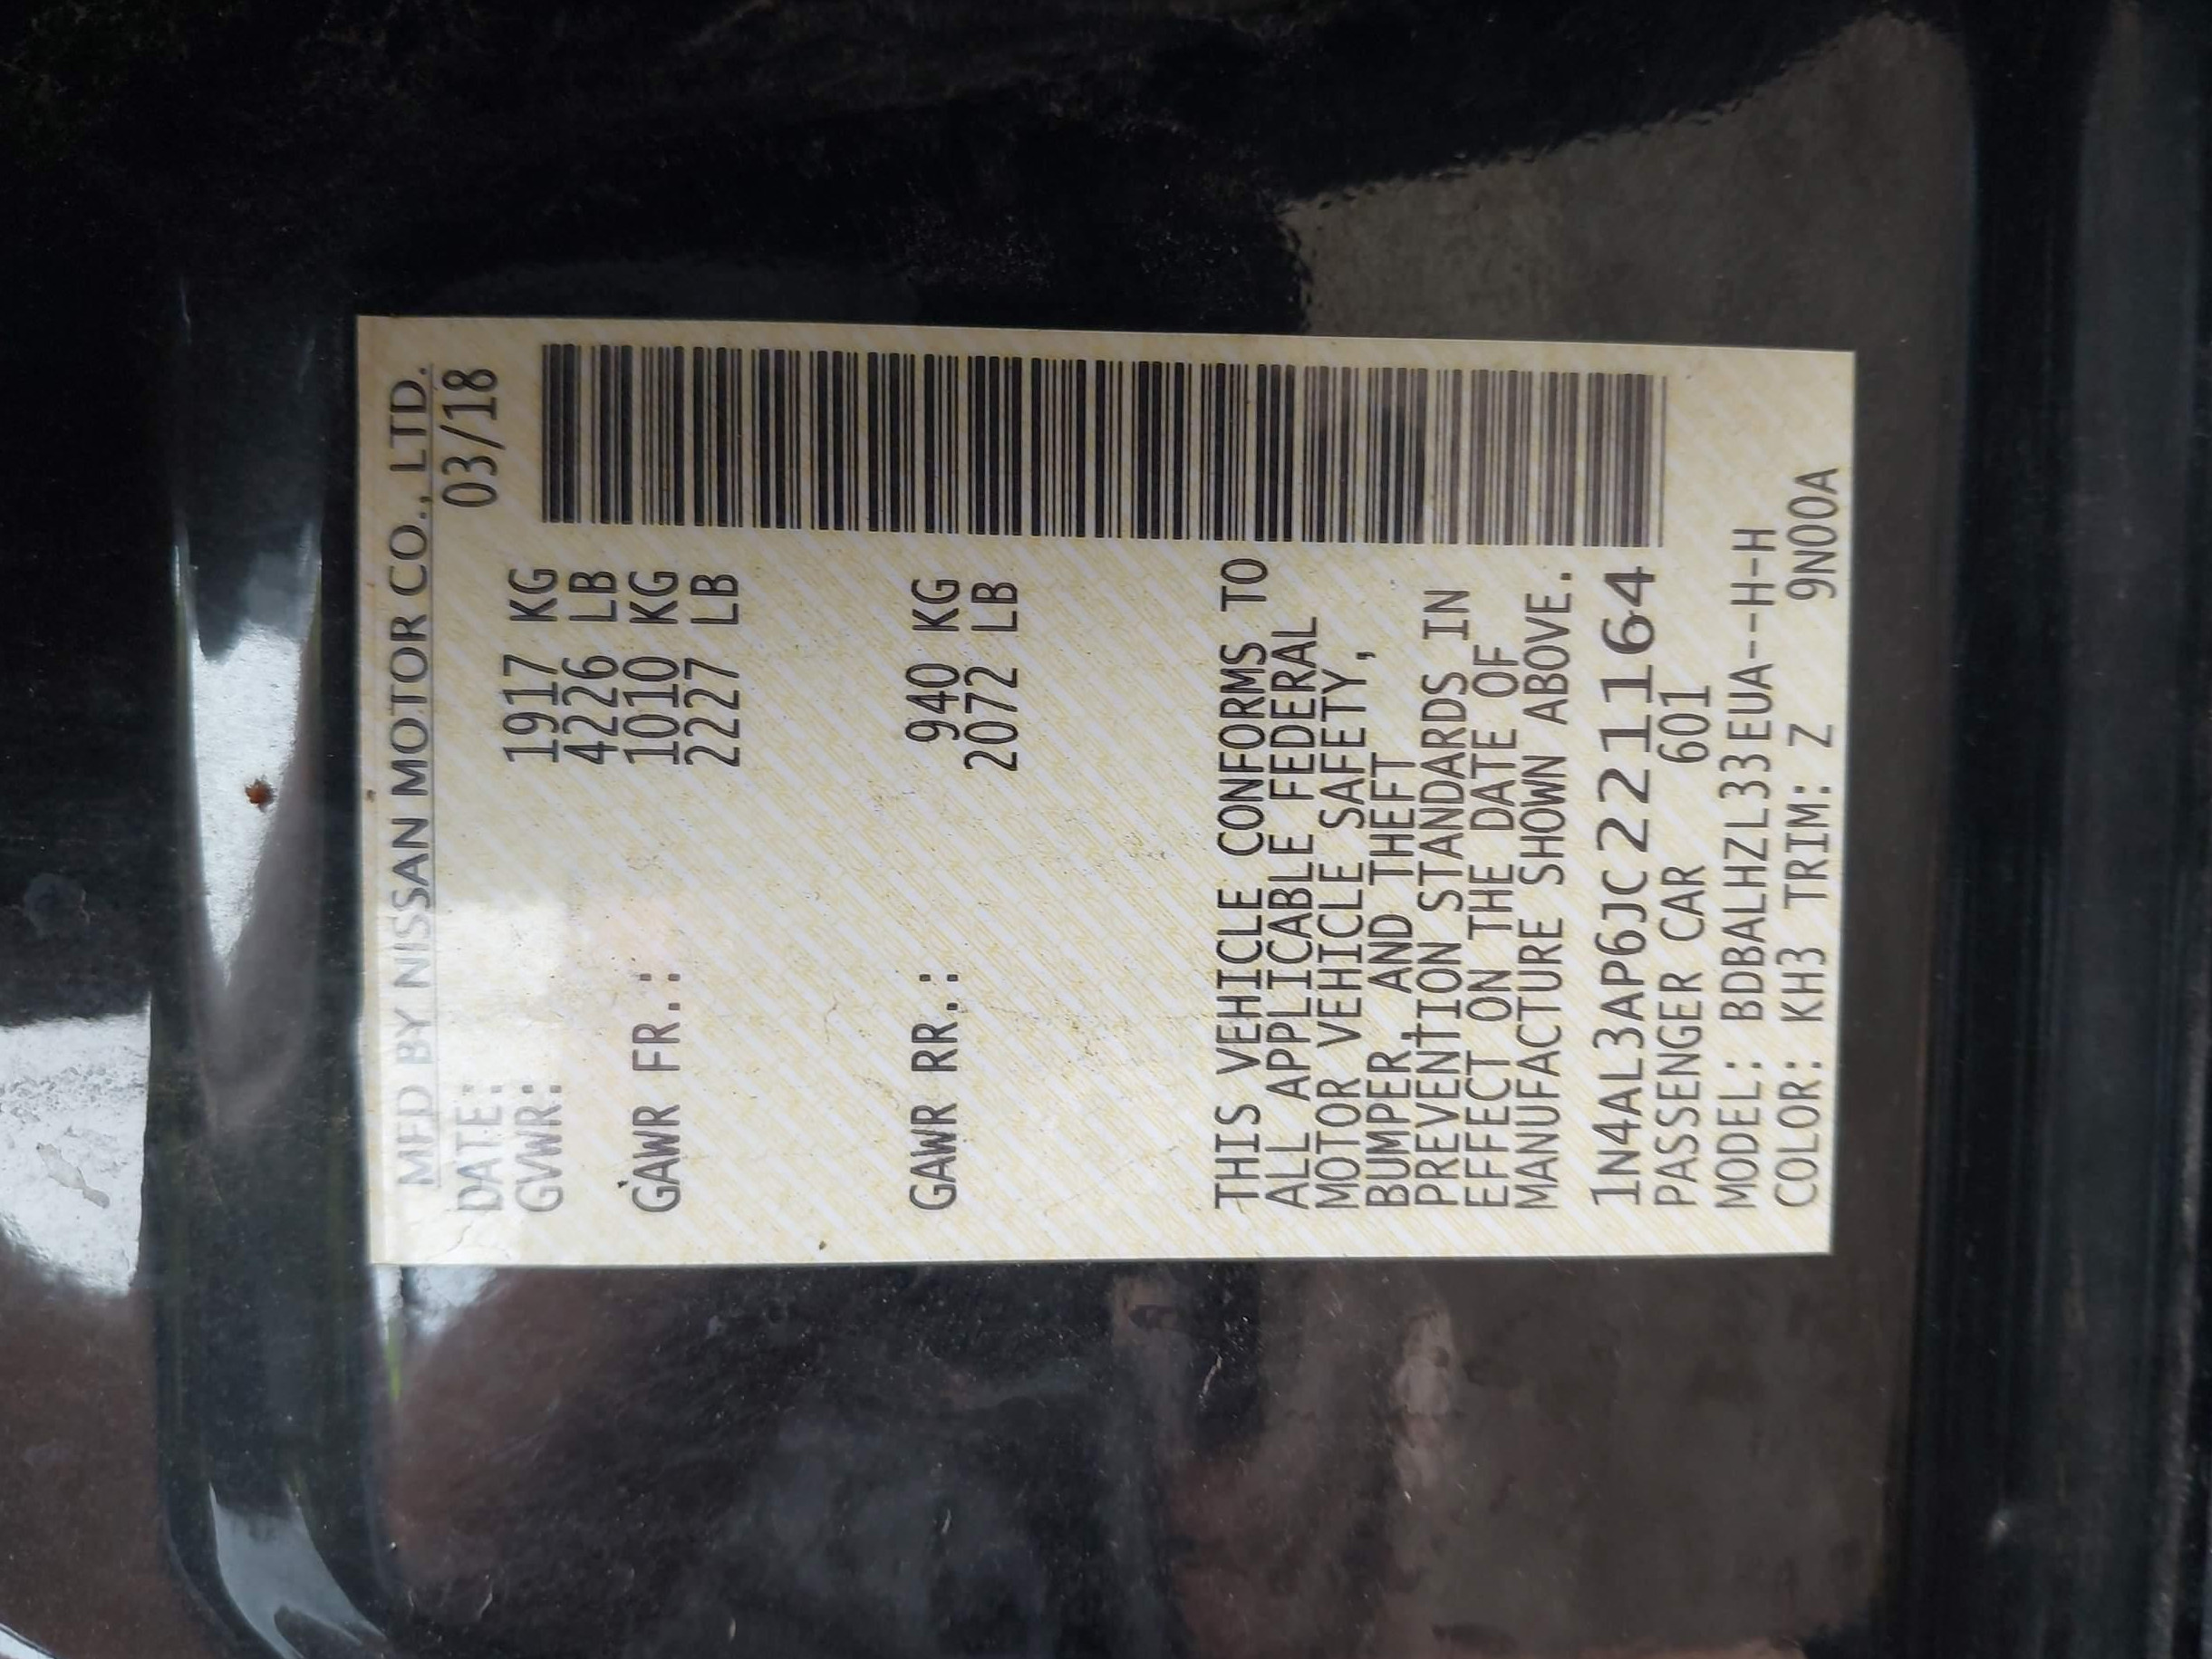 MFD BY NISSAN MOTOR CO., LTD.
DATE: 03/18
GVWR: 1917 KG
4226 LB
GAWR FR.: 1010 KG
2227 LB
GAWR RR.: 940 KG
2072 LB
THIS VEHICLE CONFORMS TO
ALL APPLICABLE FEDERAL
MOTOR VEHICLE SAFETY,
BUMPER AND THEFT
PREVENTION STANDARDS IN
EFFECT ON THE DATE OF
MANUFACTURE SHOWN ABOVE.
1N4AL3AP6JC221164
PASSENGER CAR 601
MODEL: BDBALHZL33EUA--H-H
COLOR: KH3 TRIM: Z 9N00A